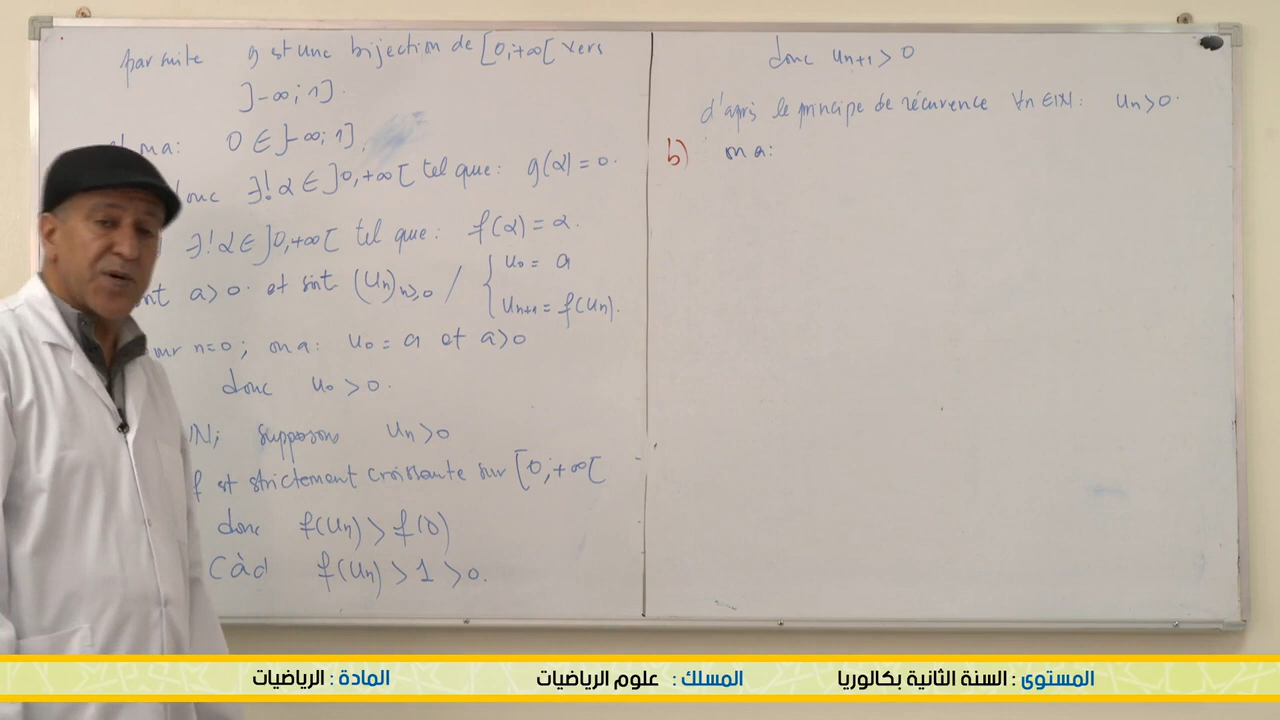 par suite g est une bijection de [0,+∞[ vers
]-∞; 1].
ona: 0 ∈ ]-∞; 1].
donc ∃! α ∈ ]0,+∞[ tel que: g(α) = 0.
∃! α ∈ ]0,+∞[ tel que: f(α) = α.
a>0. et soit (Un)n≥0 / { u0 = a
Un+1 = f(Un).
n=0; ona: u0 = a et a>0
donc u0 > 0.
IN; supposons Un>0
f est strictement croissante sur [0,+∞[
donc f(Un) > f(0)
Càd f(Un) > 1 > 0.
donc Un+1 > 0
d'après le principe de récurrence ∀n∈IN: Un>0.
b) on a:
المستوى : السنة الثانية بكالوريا المسلك : علوم الرياضيات المادة : الرياضيات